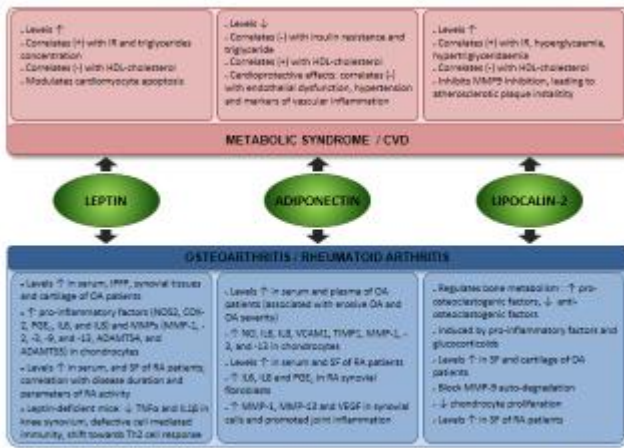 - Levels ↑
- Correlates (+) with IR and triglycerides
concentration
- Correlates (-) with HDL-cholesterol
- Modulates cardiomyocyte apoptosis
- Levels ↓
- Correlates (-) with insulin resistance and
triglyceride
- Correlates (+) with HDL-cholesterol
- Cardioprotective effects: correlates (-)
with endothelial dysfunction, hypertension
and markers of vascular inflammation
- Levels ↑
- Correlates (+) with IR, hyperglycaemia,
hypertriglyceridaemia
- Correlates (-) with HDL-cholesterol
- Inhibits MMP9 inhibition, leading to
atherosclerotic plaque instability
METABOLIC SYNDROME / CVD
LEPTIN
ADIPONECTIN
LIPOCALIN-2
OSTEOARTHRITIS / RHEUMATOID ARTHRITIS
- Levels ↑ in serum, IPFP, synovial tissues
and cartilage of OA patients
- ↑ pro-inflammatory factors (NOS2, COX-
2, PGE₂, IL6, and IL8) and MMPs (MMP-1, -
2, -3, -9, and -13, ADAMTS4, and
ADAMTS5) in chondrocytes
- Levels ↑ in serum, and SF of RA patients;
correlation with disease duration and
parameters of RA activity
- Leptin-deficient mice: ↓ TNFα and IL1β in
knee synovium, defective cell mediated
immunity, shift towards Th2 cell response
- Levels ↑ in serum and plasma of OA
patients (associated with erosive OA and
OA severity)
- ↑ NO, IL6, IL8, VCAM1, TIMP1, MMP-1, -
3, and -13 in chondrocytes
- Levels ↑ in serum and SF of RA patients
- ↑ IL6, IL8 and PGE₂ in RA synovial
fibroblasts
- ↑ MMP-1, MMP-13 and VEGF in synovial cells
and promoted joint inflammation
- Regulates bone metabolism : ↑ pro-
osteoclastogenic factors, ↓ anti-
osteoclastogenic factors
- Induced by pro-inflammatory factors and
glucocorticoids
- Levels ↑ in SF and cartilage of OA
patients
- Block MMP-9 auto-degradation
- ↓ chondrocyte proliferation
- Levels ↑ in SF of RA patients